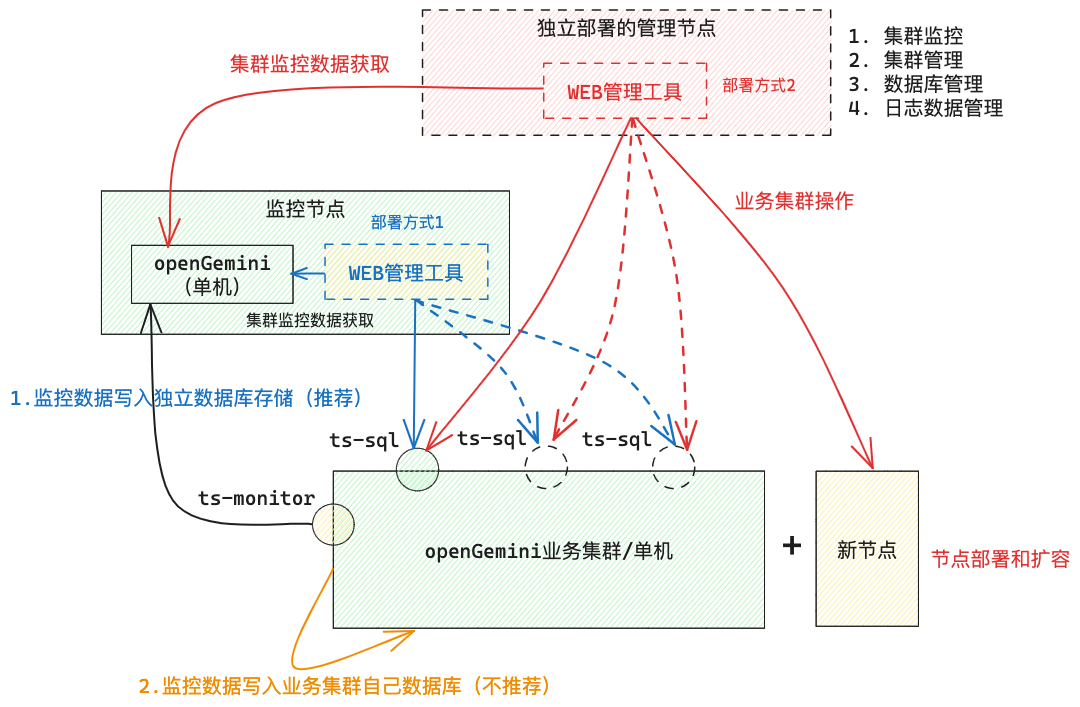 独立部署的管理节点
WEB管理工具
部署方式2
1. 集群监控
2. 集群管理
3. 数据库管理
4. 日志数据管理
集群监控数据获取
业务集群操作
监控节点
部署方式1
openGemini
(单机)
WEB管理工具
集群监控数据获取
1.监控数据写入独立数据库存储（推荐）
ts-sql
ts-sql
ts-sql
ts-monitor
openGemini业务集群/单机
+
新节点
节点部署和扩容
2.监控数据写入业务集群自己数据库（不推荐）